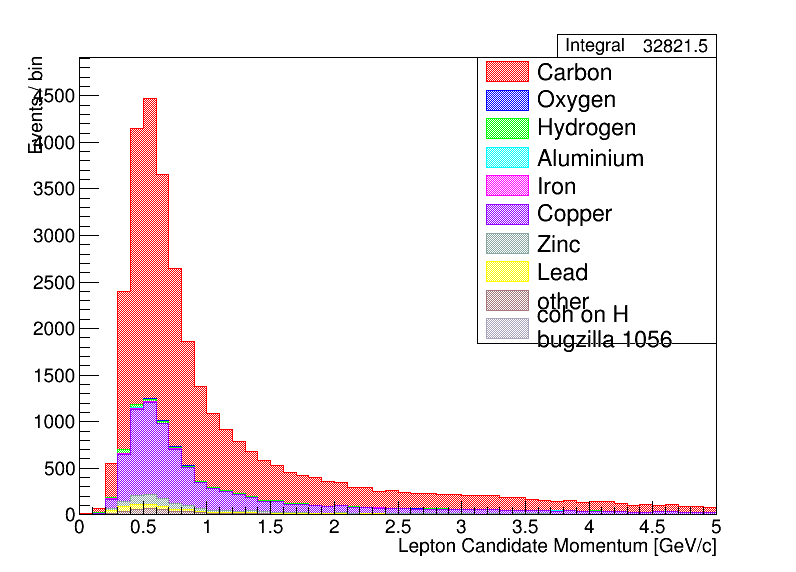 Integral 32821.5
Events / bin
Carbon
Oxygen
Hydrogen
Aluminium
Iron
Copper
Zinc
Lead
other
coh on H
bugzilla 1056
4500
4000
3500
3000
2500
2000
1500
1000
500
0
0 0.5 1 1.5 2 2.5 3 3.5 4 4.5 5
Lepton Candidate Momentum [GeV/c]